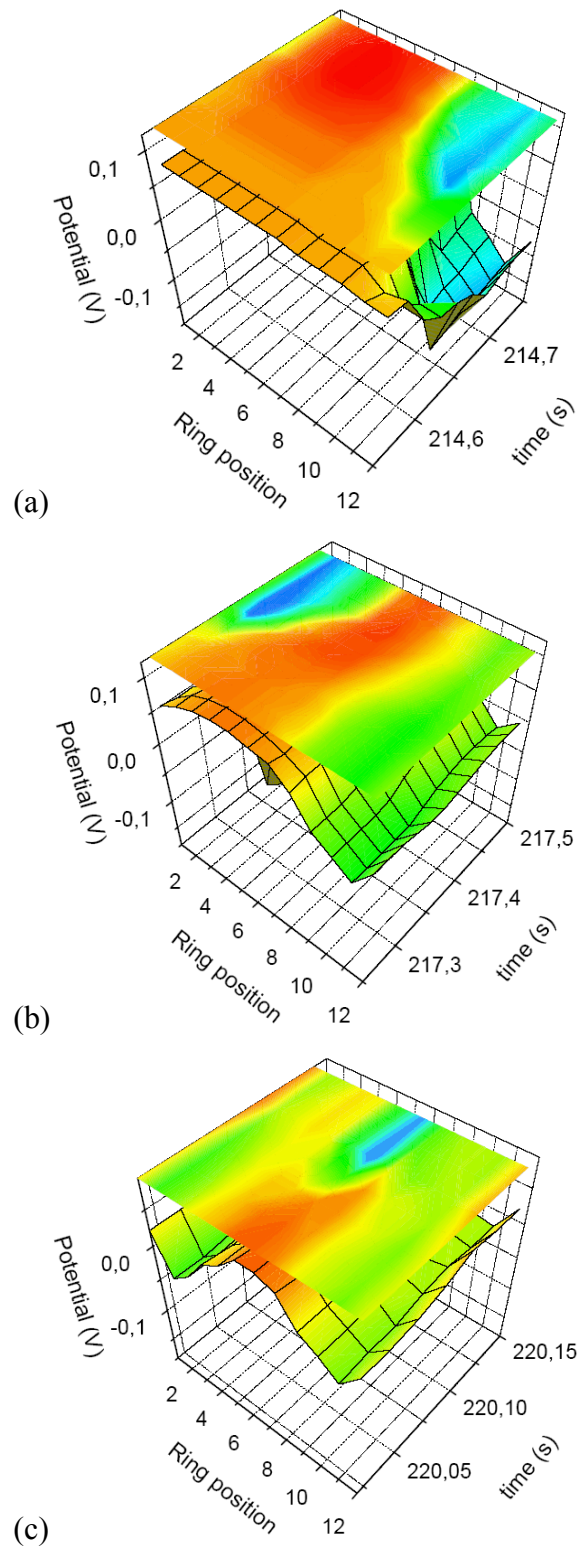 0,1
0,0
-0,1
Potential (V)
2
4
6
8
10
12
Ring position
214,6
214,7
time (s)
(a)
0,1
0,0
-0,1
Potential (V)
2
4
6
8
10
12
Ring position
217,3
217,4
217,5
time (s)
(b)
0,0
-0,1
Potential (V)
2
4
6
8
10
12
Ring position
220,05
220,10
220,15
time (s)
(c)